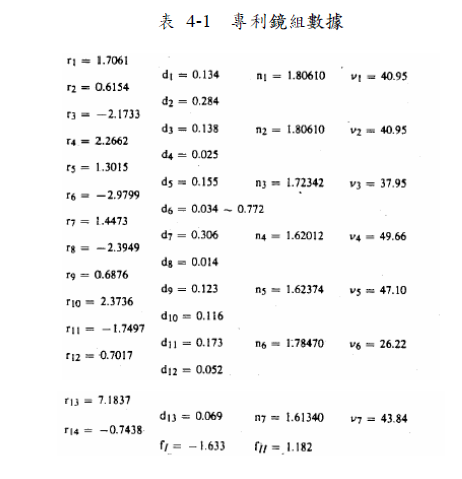 表 4-1 專利鏡組數據
r1 = 1.7061
d1 = 0.134 n1 = 1.80610 ν1 = 40.95
r2 = 0.6154
d2 = 0.284
r3 = −2.1733
d3 = 0.138 n2 = 1.80610 ν2 = 40.95
r4 = 2.2662
d4 = 0.025
r5 = 1.3015
d5 = 0.155 n3 = 1.72342 ν3 = 37.95
r6 = −2.9799
d6 = 0.034 ~ 0.772
r7 = 1.4473
d7 = 0.306 n4 = 1.62012 ν4 = 49.66
r8 = −2.3949
d8 = 0.014
r9 = 0.6876
d9 = 0.123 n5 = 1.62374 ν5 = 47.10
r10 = 2.3736
d10 = 0.116
r11 = −1.7497
d11 = 0.173 n6 = 1.78470 ν6 = 26.22
r12 = 0.7017
d12 = 0.052
r13 = 7.1837
d13 = 0.069 n7 = 1.61340 ν7 = 43.84
r14 = −0.7438
fI = −1.633 fII = 1.182